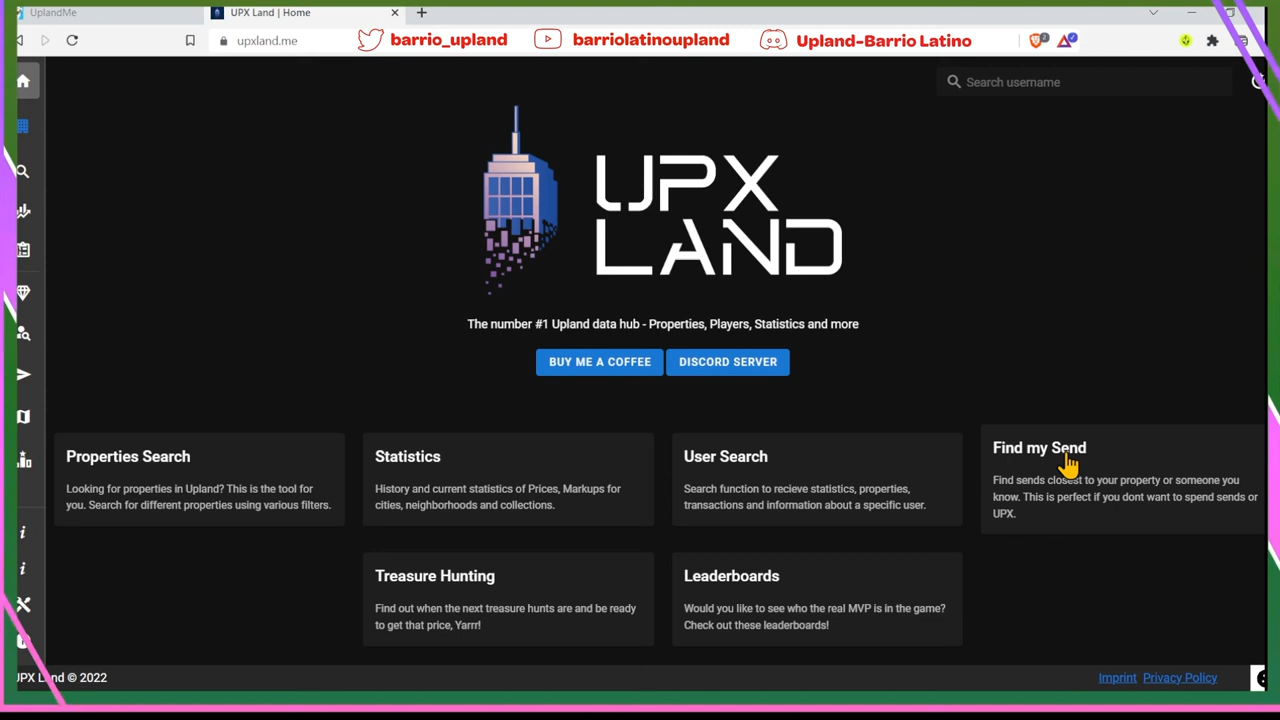 UplandMe
UPX Land | Home
upxland.me
barrio_upland
barriolatinoupland
Upland-Barrio Latino
Search username
UPX
LAND
The number #1 Upland data hub - Properties, Players, Statistics and more
BUY ME A COFFEE
DISCORD SERVER
Properties Search
Looking for properties in Upland? This is the tool for
you. Search for different properties using various filters.
Statistics
History and current statistics of Prices, Markups for
cities, neighborhoods and collections.
User Search
Search function to recieve statistics, properties,
transactions and information about a specific user.
Find my Send
Find sends closest to your property or someone you
know. This is perfect if you dont want to spend sends or
UPX.
Treasure Hunting
Find out when the next treasure hunts are and be ready
to get that price, Yarrr!
Leaderboards
Would you like to see who the real MVP is in the game?
Check out these leaderboards!
UPX Land © 2022
Imprint
Privacy Policy